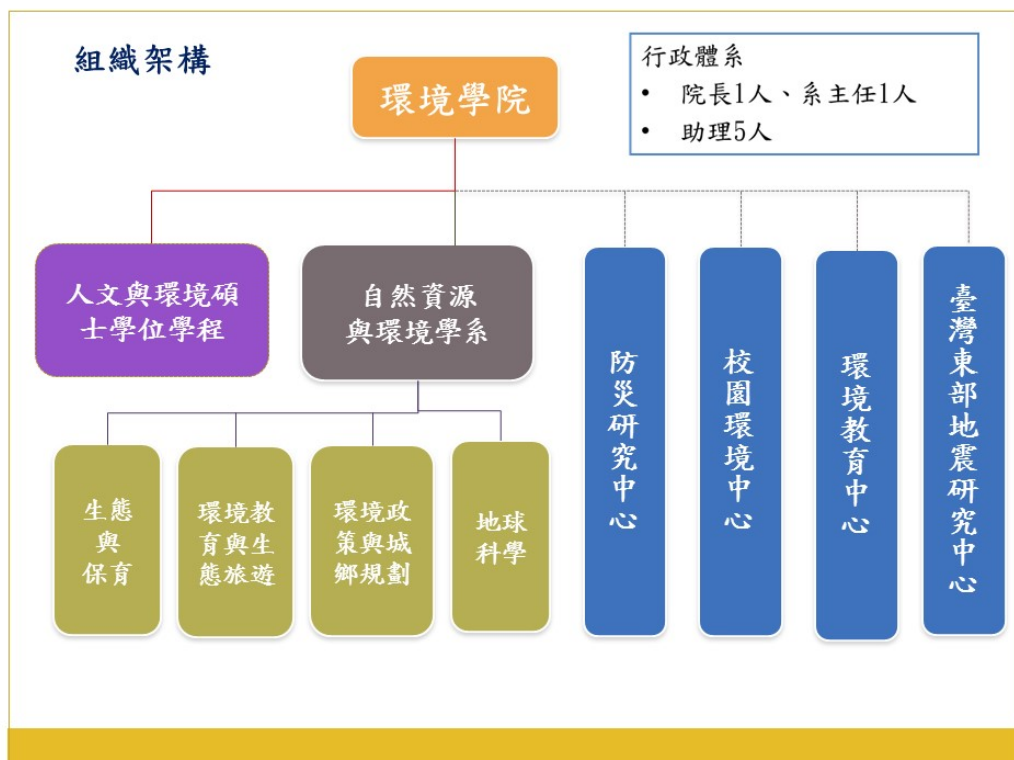 組織架構
環境學院
行政體系
• 院長1人、系主任1人
• 助理5人
人文與環境碩
士學位學程
自然資源
與環境學系
防災研究中心
校園環境中心
環境教育中心
臺灣東部地震研究中心
生態
與
保育
環境教
育與生
態旅遊
環境政
策與城
鄉規劃
地球
科學